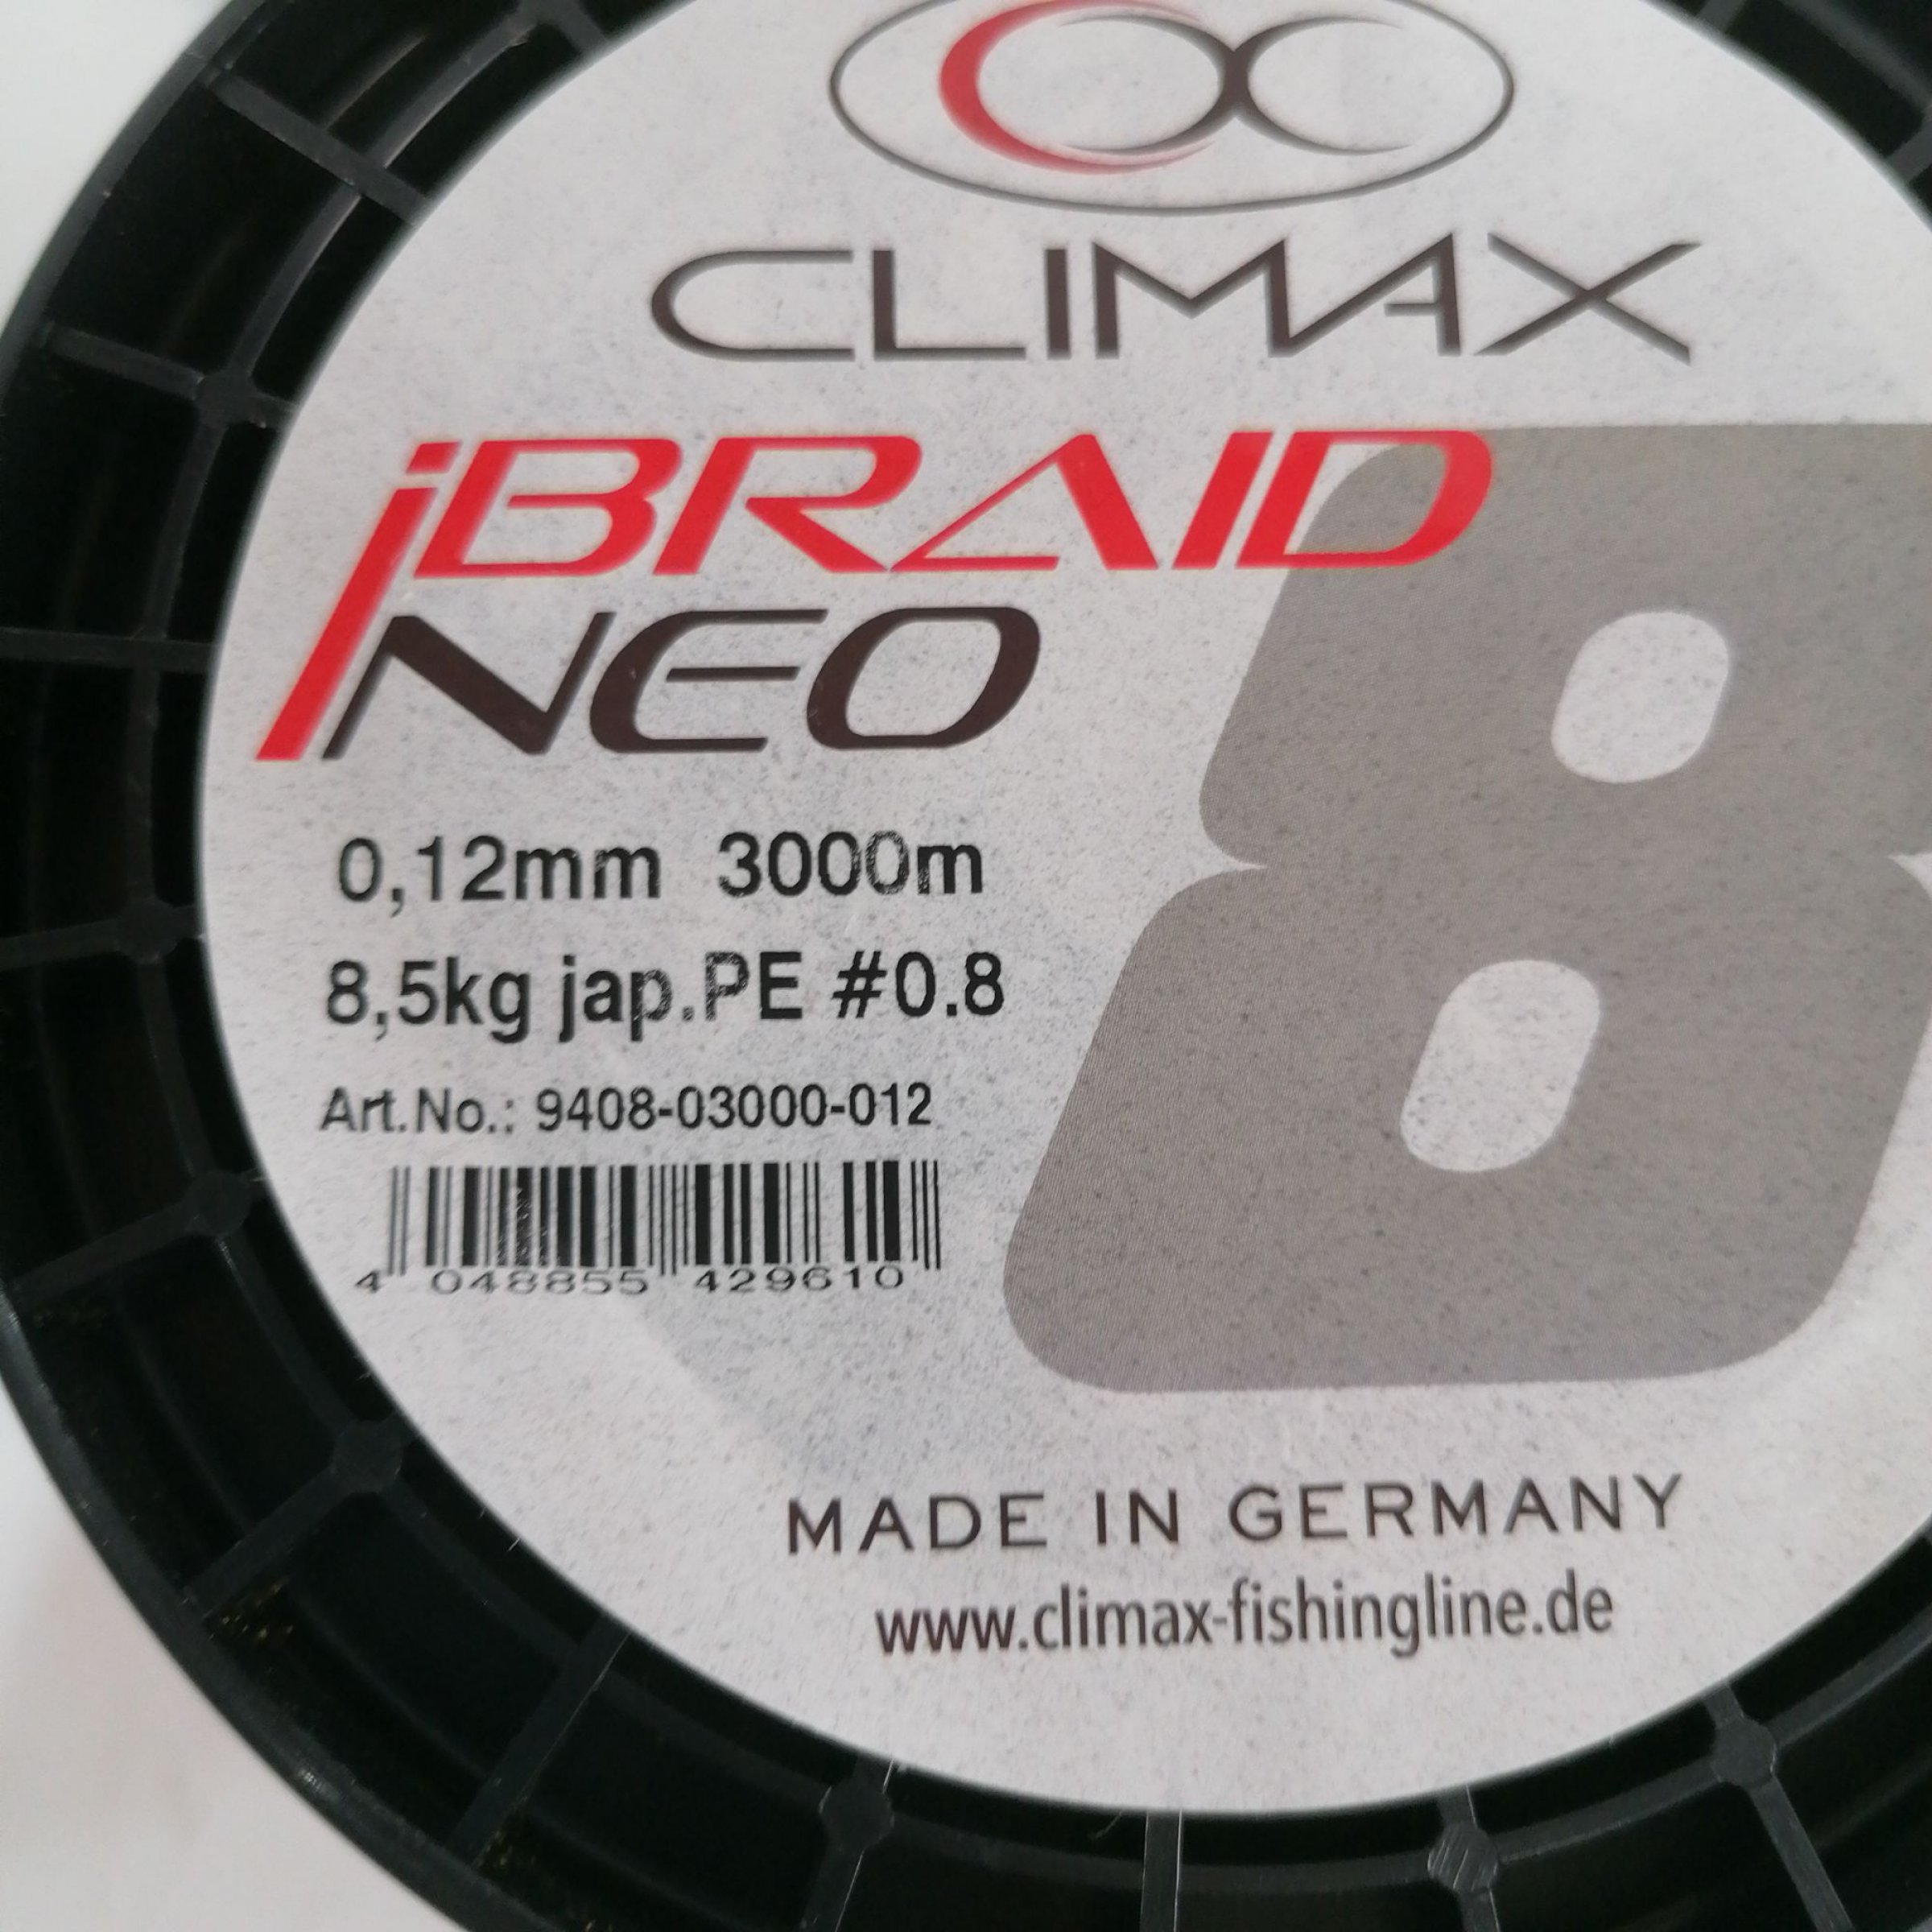 CLIMAX
iBRAID
NEO
8
0,12mm 3000m
8,5kg jap.PE #0.8
Art.No.: 9408-03000-012
4 048855 429610
MADE IN GERMANY
www.climax-fishingline.de